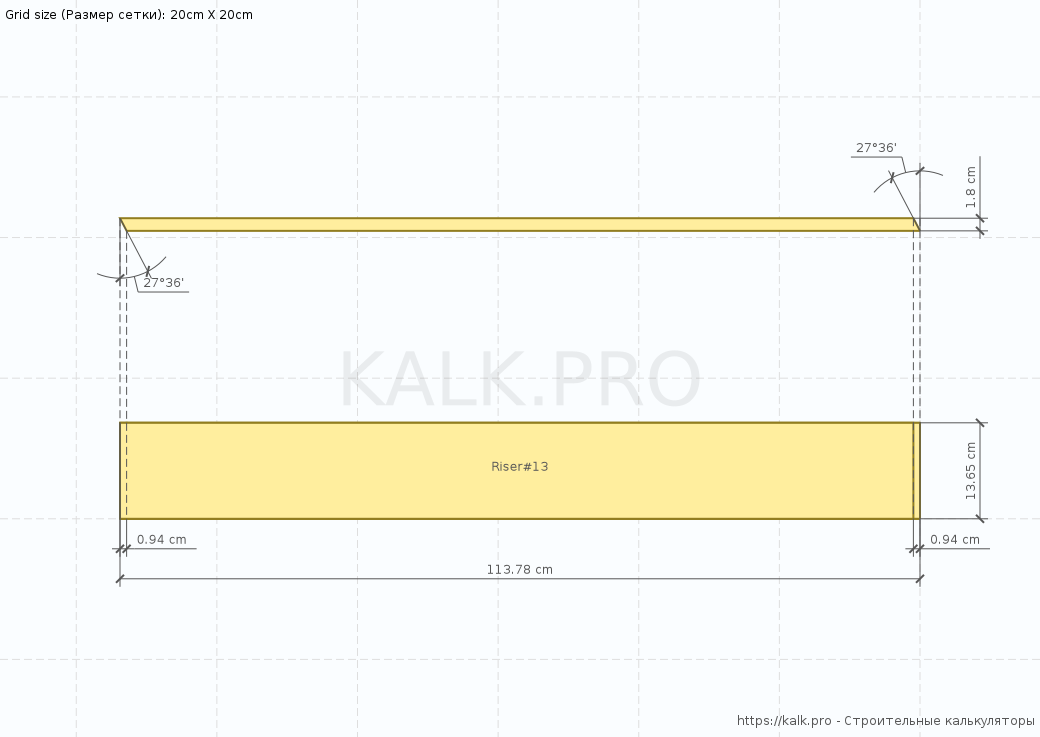 Grid size (Размер сетки): 20cm X 20cm
27°36'
1.8 cm
27°36'
KALK.PRO
Riser#13
13.65 cm
0.94 cm
0.94 cm
113.78 cm
https://kalk.pro - Строительные калькуляторы